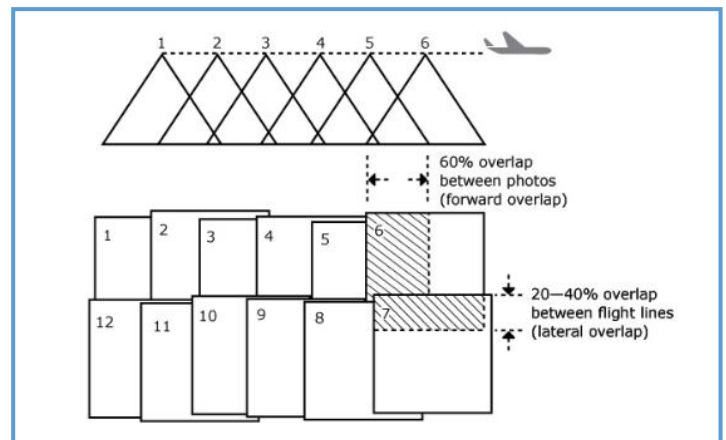 1 2 3 4 5 6
60% overlap
between photos
(forward overlap)
1 2 3 4 5 6
20—40% overlap
between flight lines
(lateral overlap)
12 11 10 9 8 7